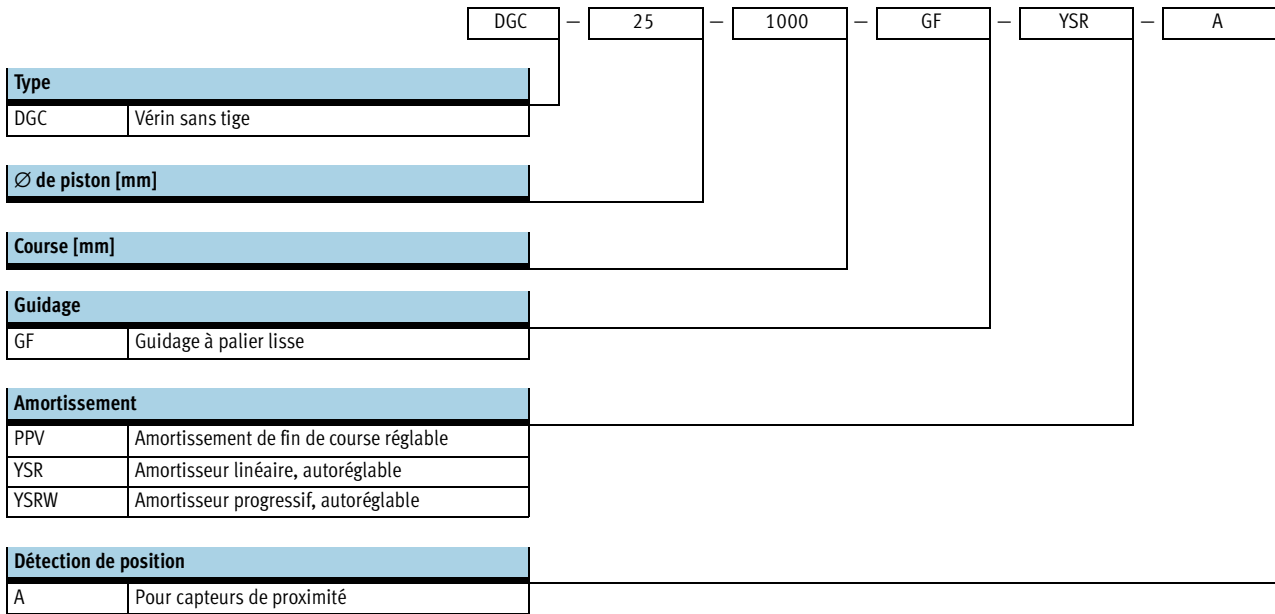 DGC — 25 — 1000 — GF — YSR — A
Type
DGC Vérin sans tige
∅ de piston [mm]
Course [mm]
Guidage
GF Guidage à palier lisse
Amortissement
PPV Amortissement de fin de course réglable
YSR Amortisseur linéaire, autoréglable
YSRW Amortisseur progressif, autoréglable
Détection de position
A Pour capteurs de proximité